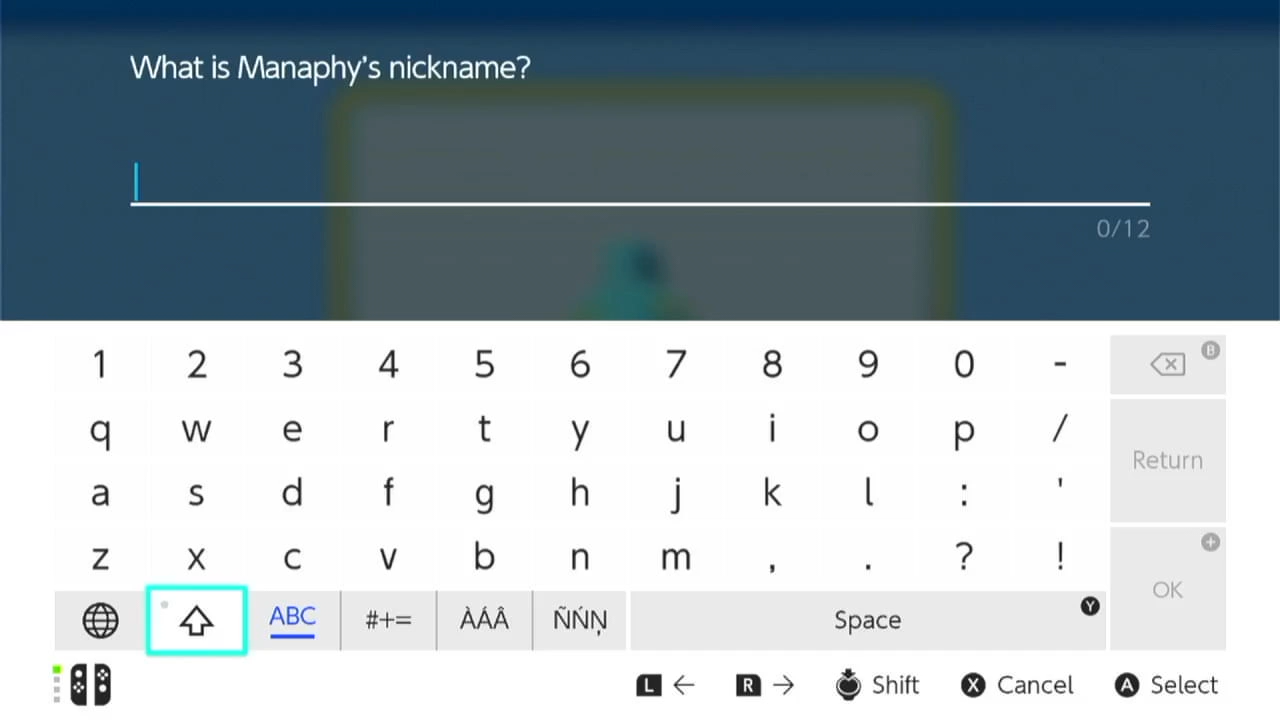 What is Manaphy's nickname?
0/12
1 2 3 4 5 6 7 8 9 0 -
B
q w e r t y u i o p /
Return
a s d f g h j k l : '
z x c v b n m , . ? !
+
OK
ABC #+= ÀÁÂ ÑŃŅ Space Y
L ← R → Shift X Cancel A Select